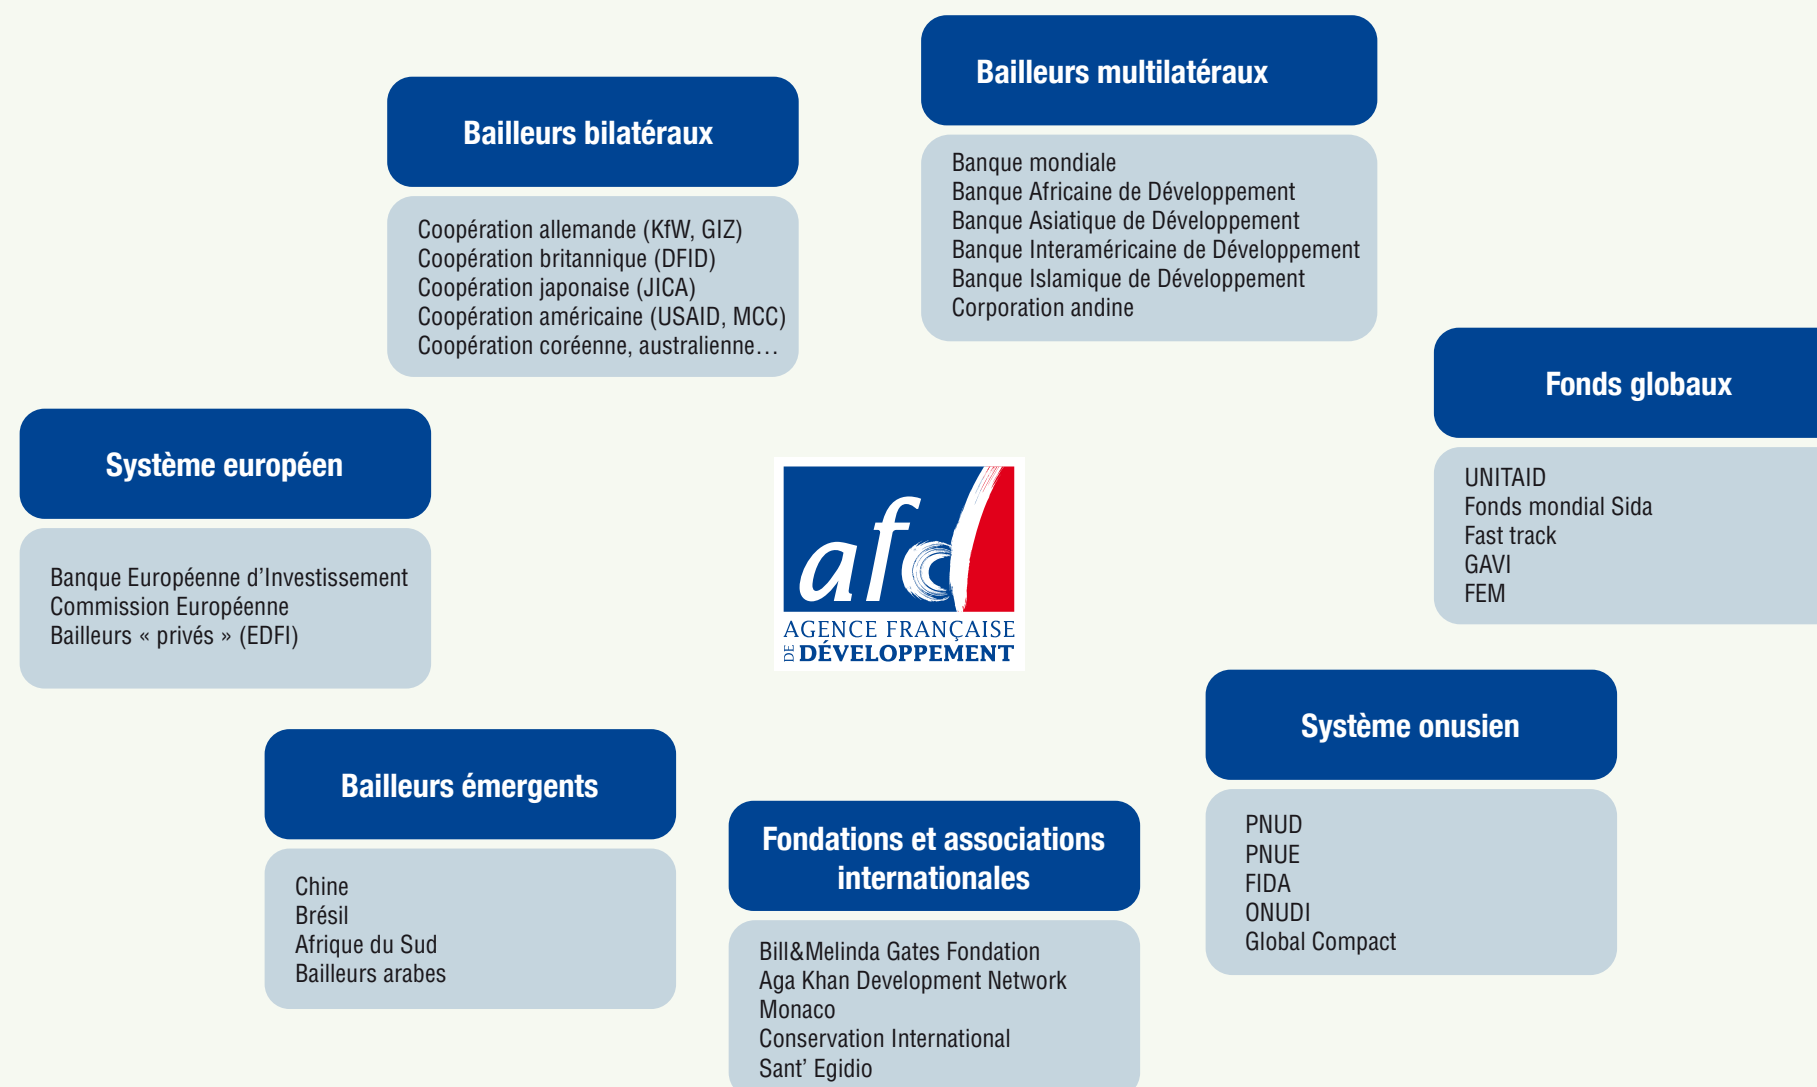 Bailleurs multilatéraux
Banque mondiale
Banque Africaine de Développement
Banque Asiatique de Développement
Banque Interaméricaine de Développement
Banque Islamique de Développement
Corporation andine
Bailleurs bilatéraux
Coopération allemande (KfW, GIZ)
Coopération britannique (DFID)
Coopération japonaise (JICA)
Coopération américaine (USAID, MCC)
Coopération coréenne, australienne…
Fonds globaux
UNITAID
Fonds mondial Sida
Fast track
GAVI
FEM
Système européen
Banque Européenne d’Investissement
Commission Européenne
Bailleurs « privés » (EDFI)
afd
AGENCE FRANÇAISE
DE DÉVELOPPEMENT
Système onusien
PNUD
PNUE
FIDA
ONUDI
Global Compact
Bailleurs émergents
Chine
Brésil
Afrique du Sud
Bailleurs arabes
Fondations et associations
internationales
Bill&Melinda Gates Fondation
Aga Khan Development Network
Monaco
Conservation International
Sant’ Egidio